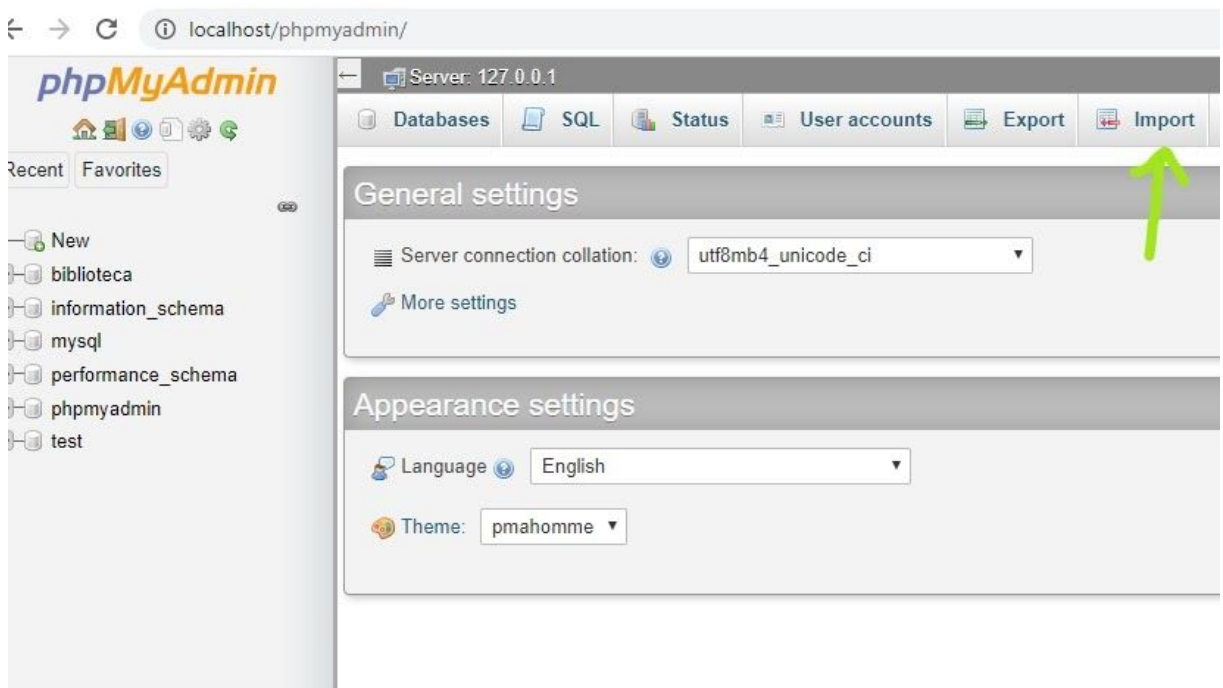 localhost/phpmyadmin/
phpMyAdmin
Recent Favorites
New
biblioteca
information_schema
mysql
performance_schema
phpmyadmin
test
Server: 127.0.0.1
Databases SQL Status User accounts Export Import
General settings
Server connection collation: utf8mb4_unicode_ci
More settings
Appearance settings
Language English
Theme: pmahomme